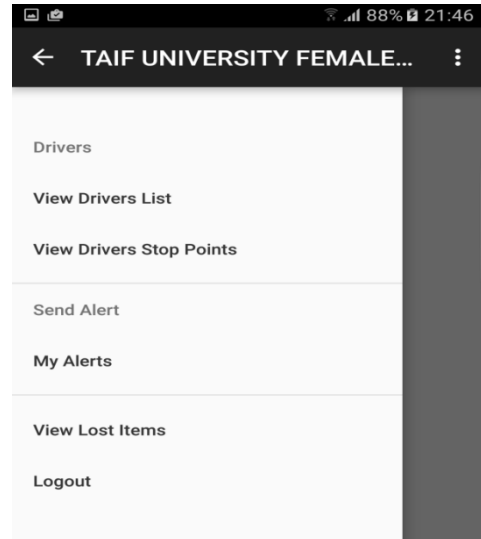 88% 21:46
TAIF UNIVERSITY FEMALE...
Drivers
View Drivers List
View Drivers Stop Points
Send Alert
My Alerts
View Lost Items
Logout